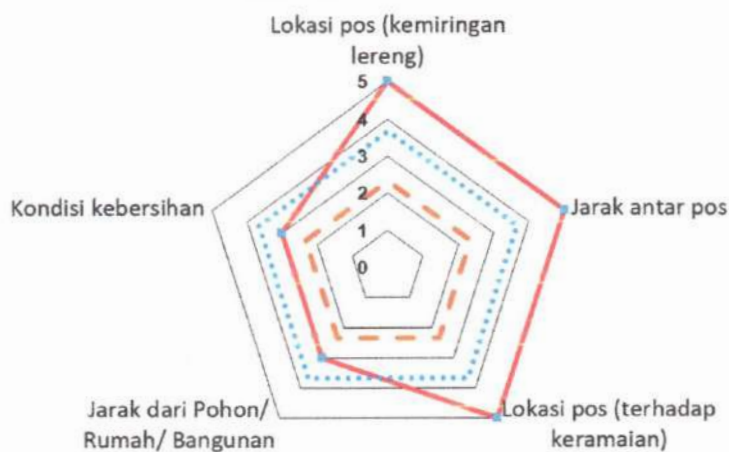 Lokasi pos (kemiringan
lereng)
5
4
3
2
1
0
Kondisi kebersihan
Jarak antar pos
Jarak dari Pohon/
Rumah/ Bangunan
Lokasi pos (terhadap
keramaian)